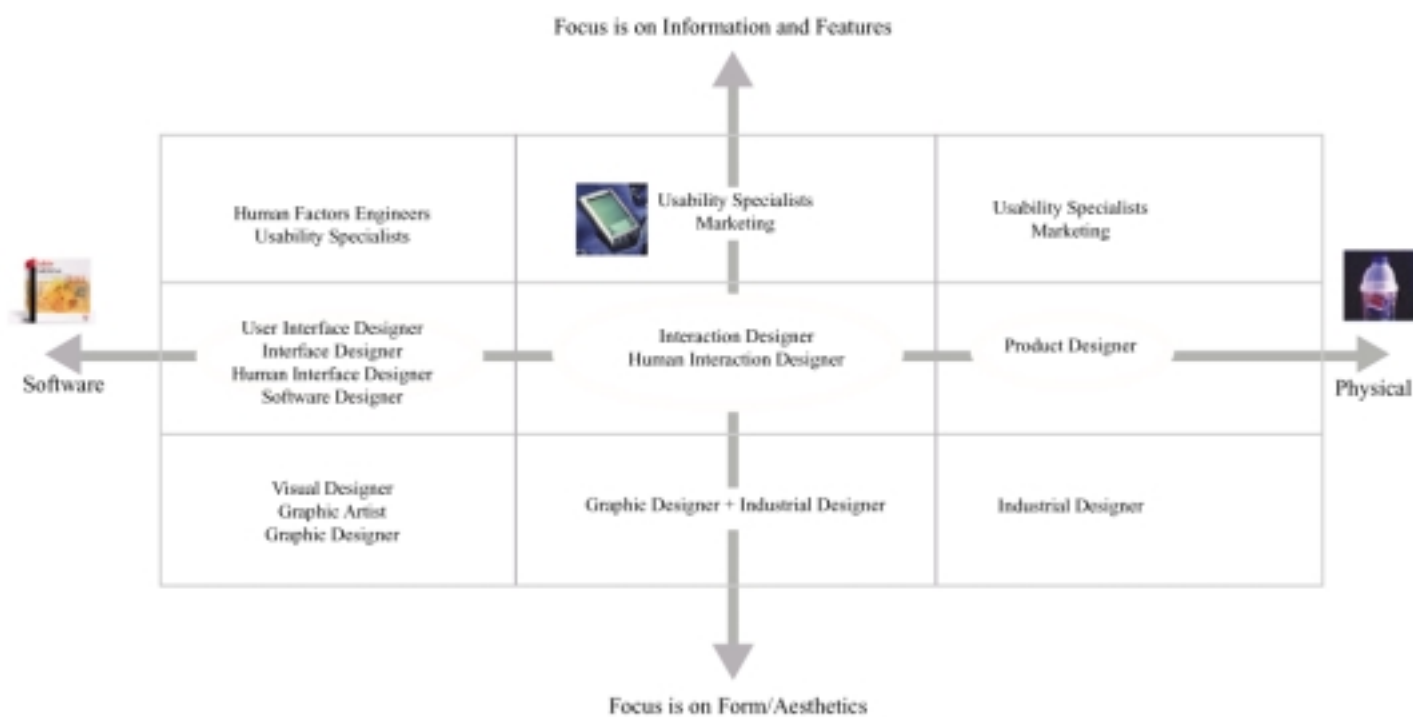 Focus is on Information and Features
Human Factors Engineers
Usability Specialists
Usability Specialists
Marketing
Usability Specialists
Marketing
User Interface Designer
Interface Designer
Human Interface Designer
Software Designer
Interaction Designer
Human Interaction Designer
Product Designer
Software
Physical
Visual Designer
Graphic Artist
Graphic Designer
Graphic Designer + Industrial Designer
Industrial Designer
Focus is on Form/Aesthetics